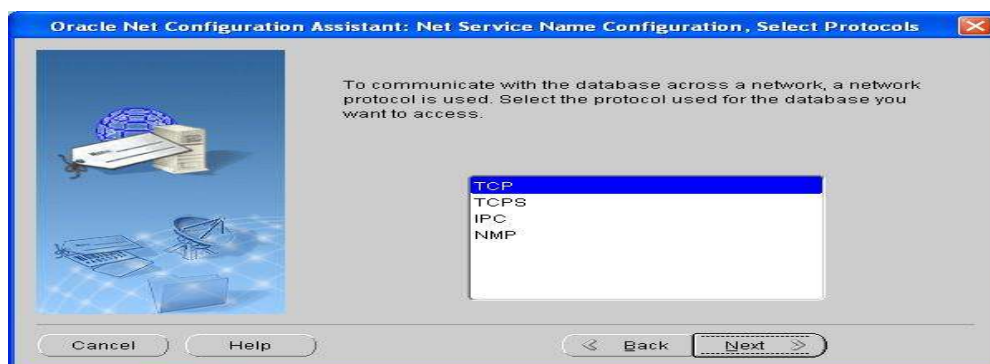 Oracle Net Configuration Assistant: Net Service Name Configuration, Select Protocols
To communicate with the database across a network, a network
protocol is used. Select the protocol used for the database you
want to access.
TCP
TCPS
IPC
NMP
Cancel
Help
Back
Next